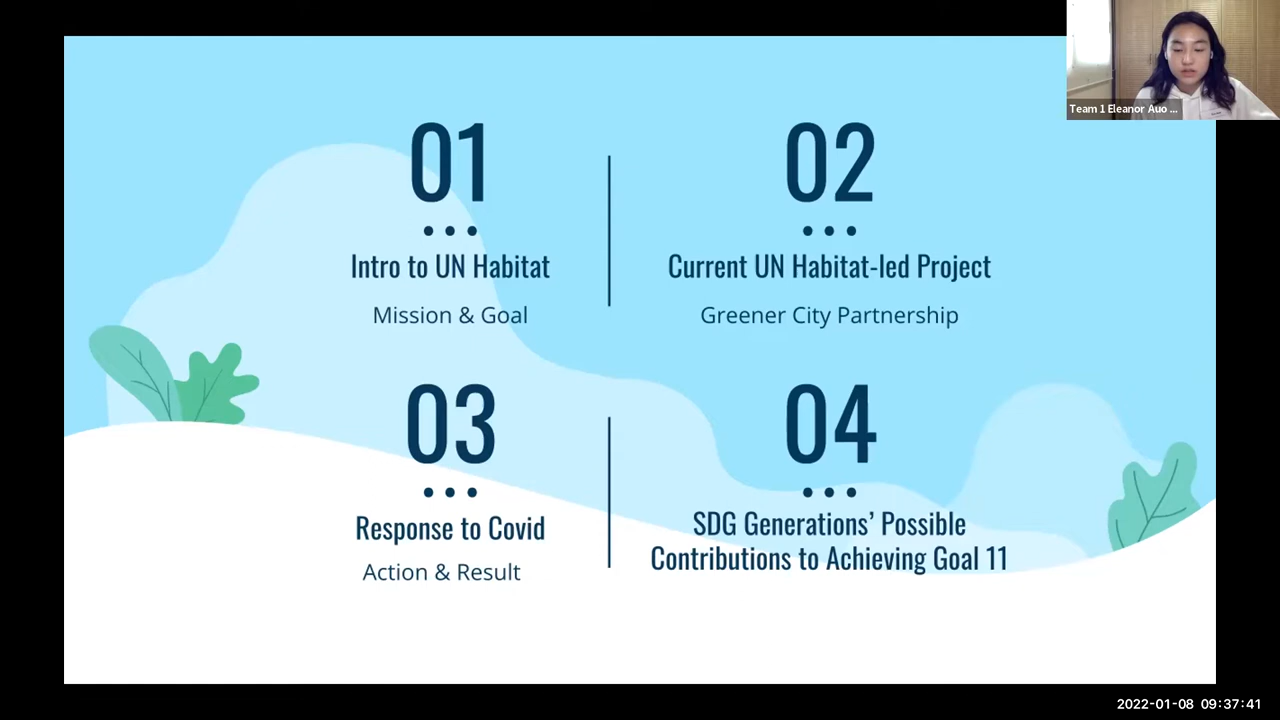 Team 1 Eleanor Auo ...
01
02
Intro to UN Habitat
Current UN Habitat-led Project
Mission & Goal
Greener City Partnership
03
04
Response to Covid
SDG Generations’ Possible
Contributions to Achieving Goal 11
Action & Result
2022-01-08 09:37:41